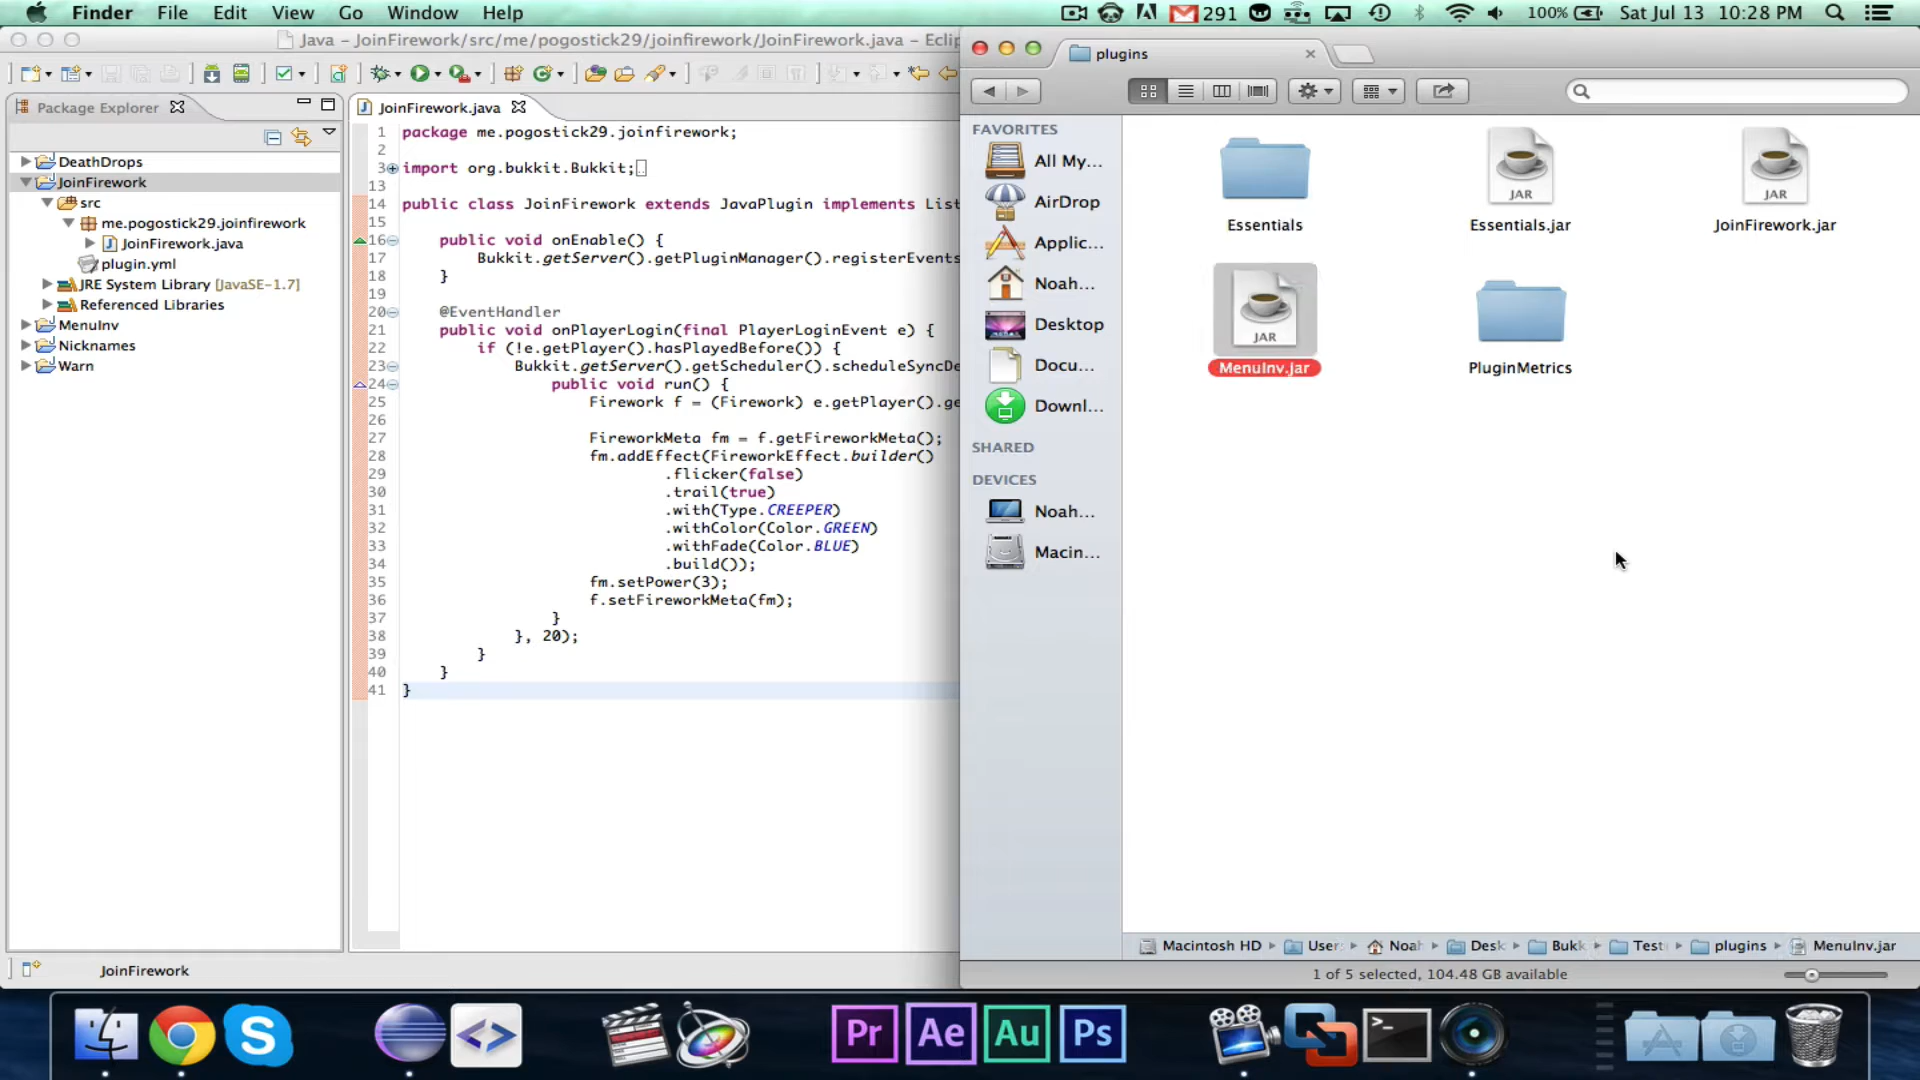 Finder File Edit View Go Window Help
291 100% Sat Jul 13 10:28 PM
Java – JoinFirework/src/me/pogostick29/joinfirework/JoinFirework.java – Eclip
Package Explorer
DeathDrops
JoinFirework
src
me.pogostick29.joinfirework
JoinFirework.java
plugin.yml
JRE System Library [JavaSE-1.7]
Referenced Libraries
MenuInv
Nicknames
Warn
JoinFirework
JoinFirework.java
1 package me.pogostick29.joinfirework;
2
3 import org.bukkit.Bukkit;
13
14 public class JoinFirework extends JavaPlugin implements List
15
16 public void onEnable() {
17 Bukkit.getServer().getPluginManager().registerEvents
18 }
19
20 @EventHandler
21 public void onPlayerLogin(final PlayerLoginEvent e) {
22 if (!e.getPlayer().hasPlayedBefore()) {
23 Bukkit.getServer().getScheduler().scheduleSyncDe
24 public void run() {
25 Firework f = (Firework) e.getPlayer().ge
26
27 FireworkMeta fm = f.getFireworkMeta();
28 fm.addEffect(FireworkEffect.builder()
29 .flicker(false)
30 .trail(true)
31 .with(Type.CREEPER)
32 .withColor(Color.GREEN)
33 .withFade(Color.BLUE)
34 .build());
35 fm.setPower(3);
36 f.setFireworkMeta(fm);
37 }
38 }, 20);
39 }
40 }
41 }
plugins
FAVORITES
All My...
AirDrop
Applic...
Noah...
Desktop
Docu...
Downl...
SHARED
DEVICES
Noah...
Macin...
JAR
JAR
Essentials
Essentials.jar
JoinFirework.jar
JAR
MenuInv.jar
PluginMetrics
Macintosh HD User Noah Desk Bukk Test plugins MenuInv.jar
1 of 5 selected, 104.48 GB available
Pr Ae Au Ps